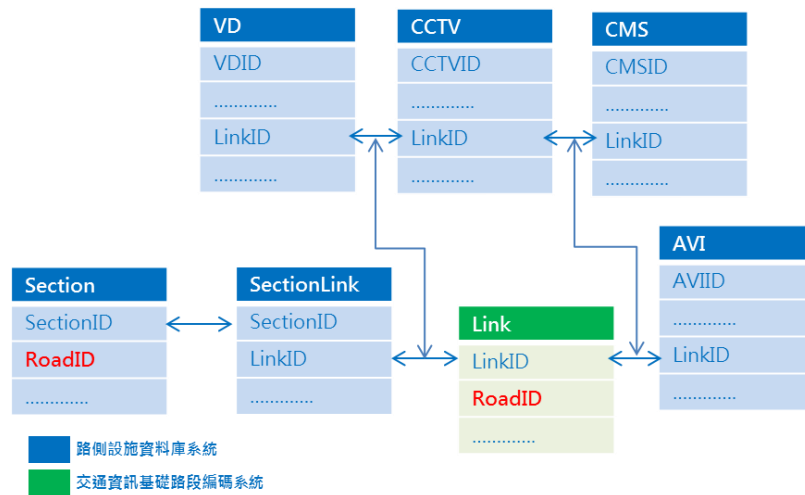 VD
VDID
.............
LinkID
.............
CCTV
CCTVID
.............
LinkID
.............
CMS
CMSID
.............
LinkID
.............
AVI
AVIID
.............
LinkID
.............
Section
SectionID
RoadID
.............
SectionLink
SectionID
LinkID
.............
Link
LinkID
RoadID
.............
路側設施資料庫系統
交通資訊基礎路段編碼系統